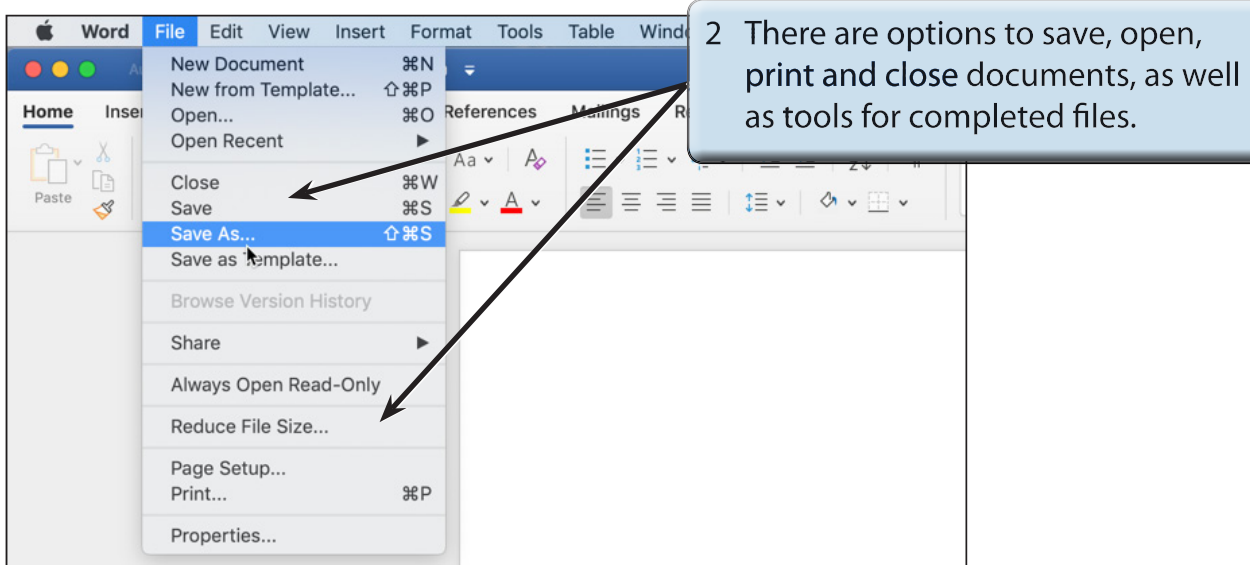 Word File Edit View Insert Format Tools Table
2 There are options to save, open,
print and close documents, as well
as tools for completed files.
New Document ⌘N
New from Template... ⇧⌘P
Home
References
Open... ⌘O
Open Recent ▶
Aa
Close ⌘W
Paste
Save ⌘S
A
Save As... ⇧⌘S
Save as Template...
Browse Version History
Share ▶
Always Open Read-Only
Reduce File Size...
Page Setup...
Print... ⌘P
Properties...